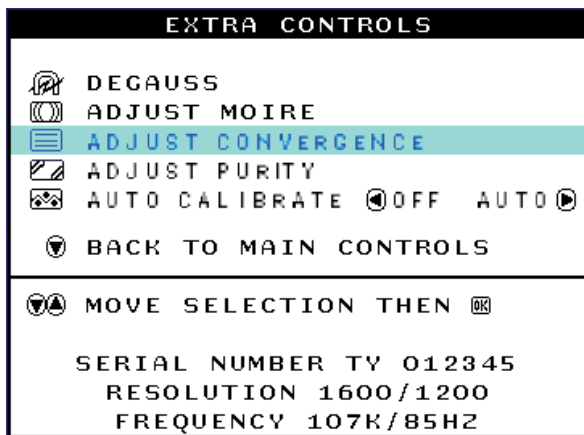 EXTRA CONTROLS
DEGAUSS
ADJUST MOIRE
ADJUST CONVERGENCE
ADJUST PURITY
AUTO CALIBRATE OFF AUTO
BACK TO MAIN CONTROLS
MOVE SELECTION THEN OK
SERIAL NUMBER TY 012345
RESOLUTION 1600/1200
FREQUENCY 107K/85HZ